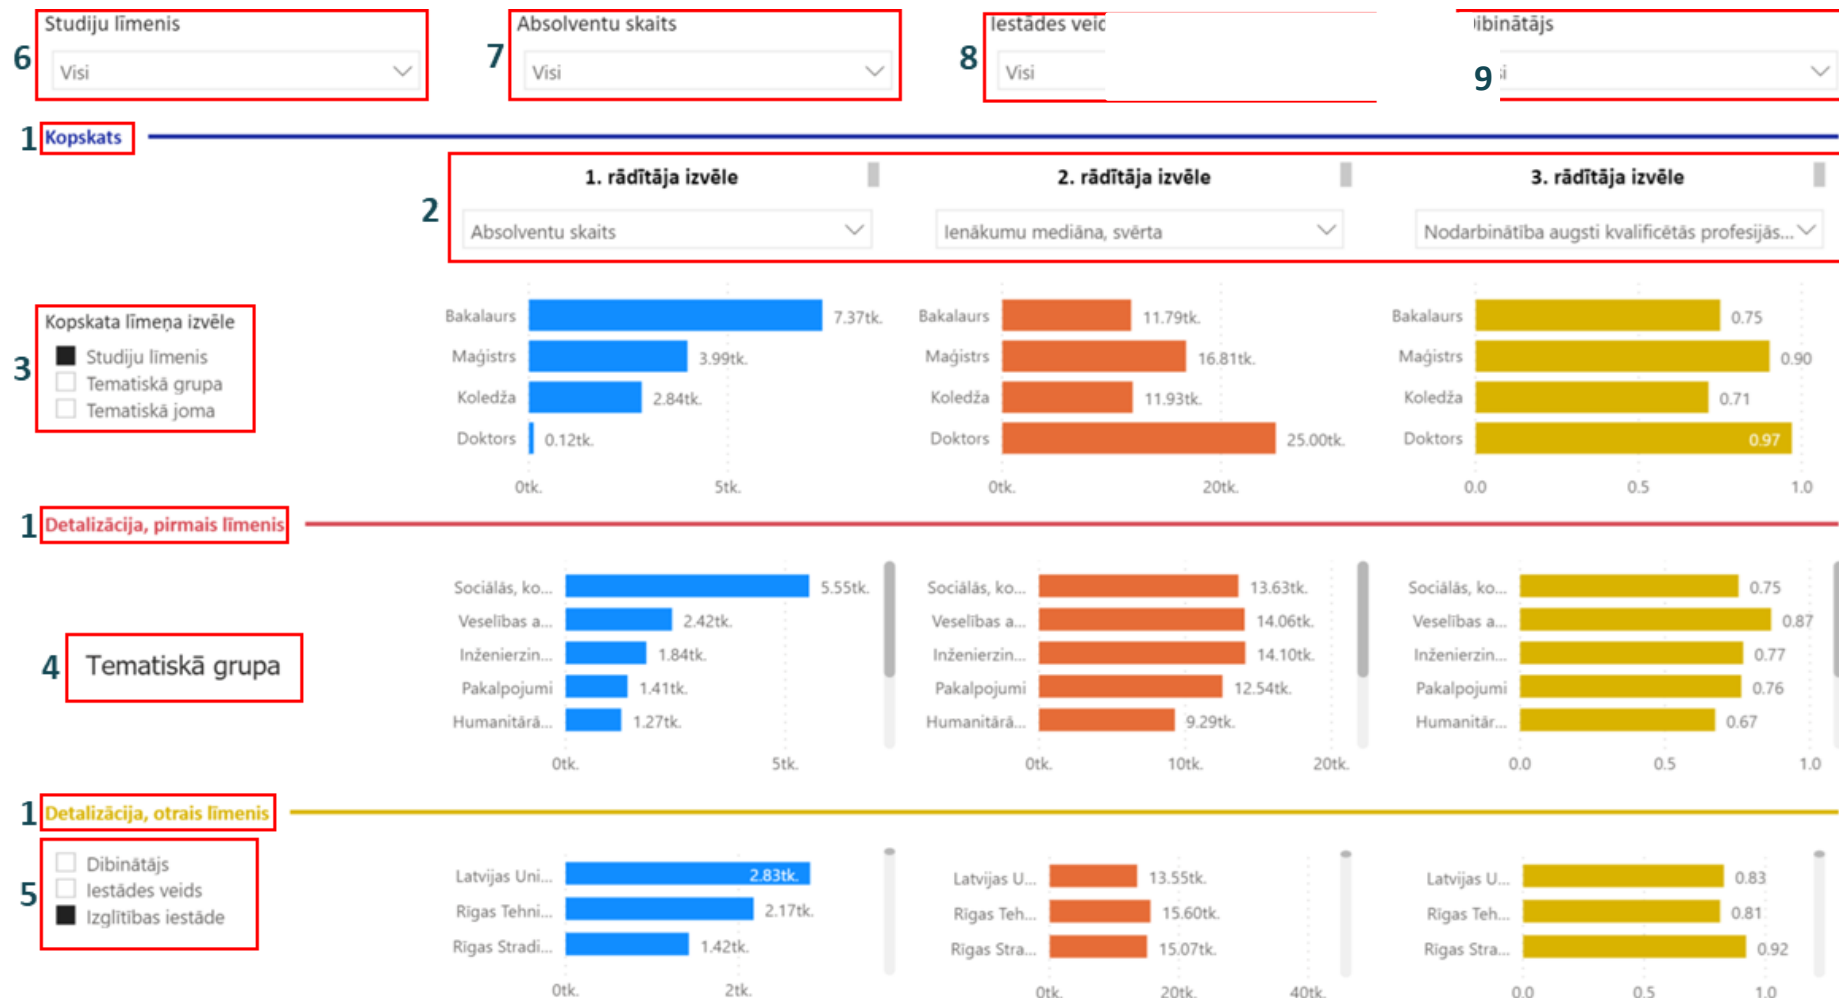 Studiju līmenis
Absolventu skaits
Iestādes veid
ibinātājs
6
Visi
7
Visi
8
Visi
9
1
Kopskats
2
1. rādītāja izvēle
2. rādītāja izvēle
3. rādītāja izvēle
Absolventu skaits
Ienākumu mediāna, svērta
Nodarbinātība augsti kvalificētās profesijās...
3
Kopskata līmeņa izvēle
Studiju līmenis
Tematiskā grupa
Tematiskā joma
Bakalaurs 7.37tk.
Maģistrs 3.99tk.
Koledža 2.84tk.
Doktors 0.12tk.
0tk. 5tk.
Bakalaurs 11.79tk.
Maģistrs 16.81tk.
Koledža 11.93tk.
Doktors 25.00tk.
0tk. 20tk.
Bakalaurs 0.75
Maģistrs 0.90
Koledža 0.71
Doktors 0.97
0.0 0.5 1.0
1
Detalizācija, pirmais līmenis
4
Tematiskā grupa
Sociālās, ko... 5.55tk.
Veselības a... 2.42tk.
Inženierzin... 1.84tk.
Pakalpojumi 1.41tk.
Humanitārā... 1.27tk.
0tk. 5tk.
Sociālās, ko... 13.63tk.
Veselības a... 14.06tk.
Inženierzin... 14.10tk.
Pakalpojumi 12.54tk.
Humanitārā... 9.29tk.
0tk. 10tk. 20tk.
Sociālās, ko... 0.75
Veselības a... 0.87
Inženierzin... 0.77
Pakalpojumi 0.76
Humanitār... 0.67
0.0 0.5 1.0
1
Detalizācija, otrais līmenis
5
Dibinātājs
Iestādes veids
Izglītības iestāde
Latvijas Uni... 2.83tk.
Rīgas Tehni... 2.17tk.
Rīgas Stradi... 1.42tk.
0tk. 2tk.
Latvijas U... 13.55tk.
Rīgas Teh... 15.60tk.
Rīgas Stra... 15.07tk.
0tk. 20tk. 40tk.
Latvijas U... 0.83
Rīgas Teh... 0.81
Rīgas Stra... 0.92
0.0 0.5 1.0